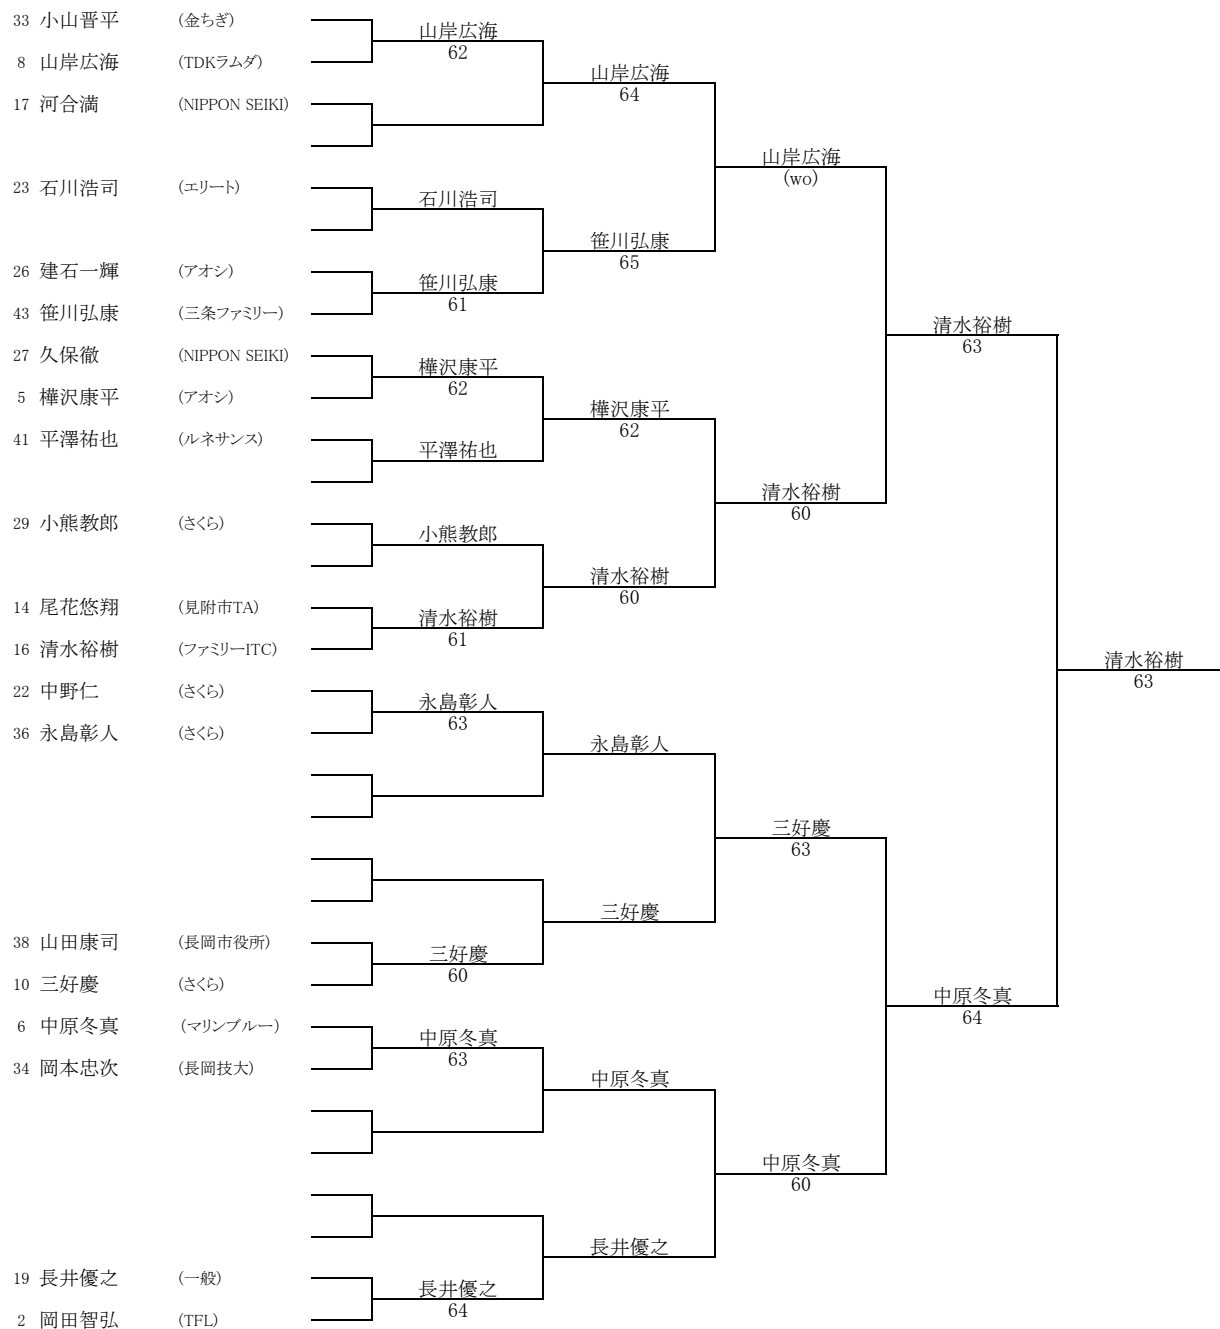 33 小山晋平 (金ちぎ)
山岸広海
62
8 山岸広海 (TDKラムダ)
山岸広海
64
17 河合満 (NIPPON SEIKI)
山岸広海
(wo)
23 石川浩司 (エリート)
石川浩司
笹川弘康
65
26 建石一輝 (アオシ)
笹川弘康
61
43 笹川弘康 (三条ファミリー)
清水裕樹
63
27 久保徹 (NIPPON SEIKI)
樺沢康平
62
5 樺沢康平 (アオシ)
樺沢康平
62
41 平澤祐也 (ルネサンス)
平澤祐也
清水裕樹
60
29 小熊教郎 (さくら)
小熊教郎
清水裕樹
60
14 尾花悠翔 (見附市TA)
清水裕樹
61
16 清水裕樹 (ファミリーITC)
清水裕樹
63
22 中野仁 (さくら)
永島彰人
63
36 永島彰人 (さくら)
永島彰人
三好慶
63
三好慶
38 山田康司 (長岡市役所)
三好慶
60
10 三好慶 (さくら)
中原冬真
64
6 中原冬真 (マリンブルー)
中原冬真
63
34 岡本忠次 (長岡技大)
中原冬真
中原冬真
60
長井優之
19 長井優之 (一般)
長井優之
64
2 岡田智弘 (TFL)